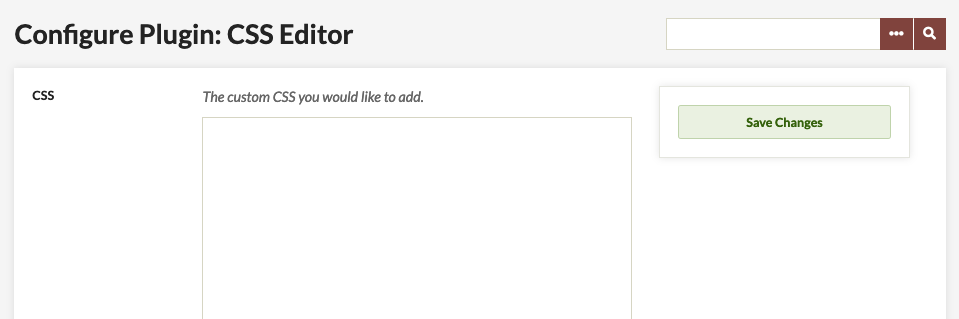 Configure Plugin: CSS Editor
CSS
The custom CSS you would like to add.
Save Changes